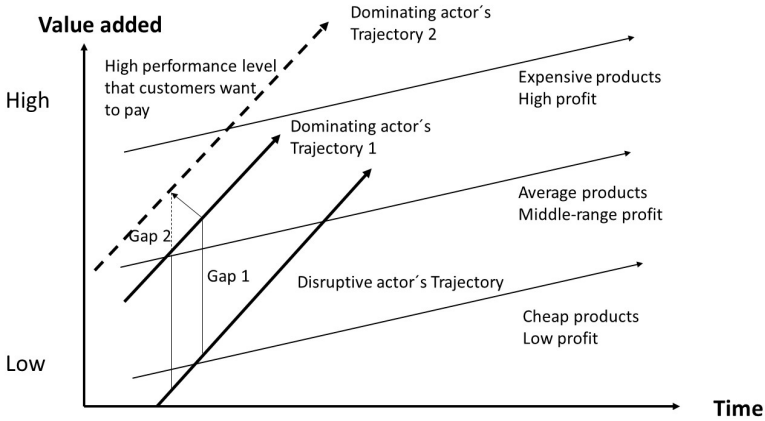 Value added
Dominating actor´s
Trajectory 2
High performance level
that customers want
to pay
Expensive products
High profit
High
Dominating actor´s
Trajectory 1
Average products
Middle-range profit
Gap 2
Gap 1
Disruptive actor´s Trajectory
Cheap products
Low profit
Low
Time